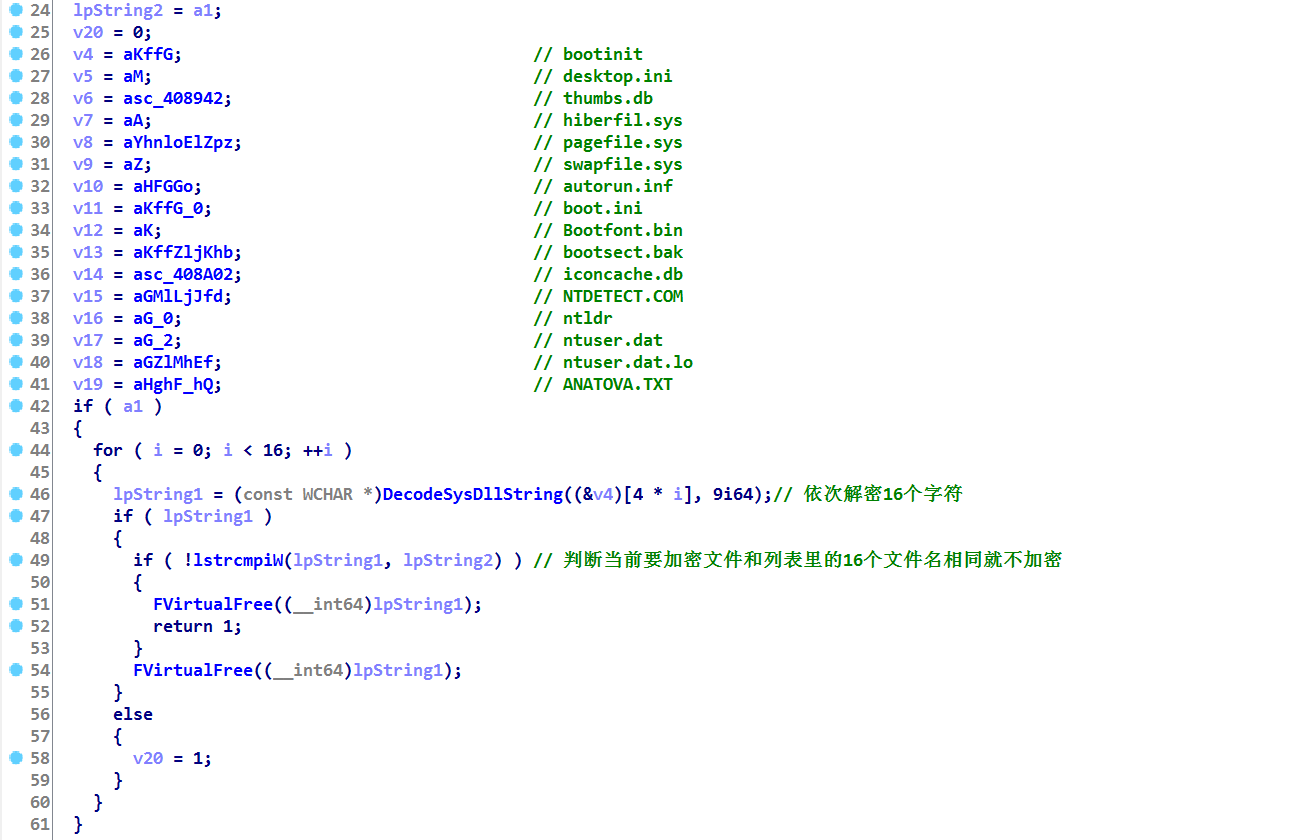 24 lpString2 = a1;
25 v20 = 0;
26 v4 = aKffG; // bootinit
27 v5 = aM; // desktop.ini
28 v6 = asc_408942; // thumbs.db
29 v7 = aA; // hiberfil.sys
30 v8 = aYhnloElZpz; // pagefile.sys
31 v9 = aZ; // swapfile.sys
32 v10 = aHFGGo; // autorun.inf
33 v11 = aKffG_0; // boot.ini
34 v12 = aK; // Bootfont.bin
35 v13 = aKffZljKhb; // bootsect.bak
36 v14 = asc_408A02; // iconcache.db
37 v15 = aGMlLjJfd; // NTDETECT.COM
38 v16 = aG_0; // ntldr
39 v17 = aG_2; // ntuser.dat
40 v18 = aGZlMhEf; // ntuser.dat.lo
41 v19 = aHghF_hQ; // ANATOVA.TXT
42 if ( a1 )
43 {
44 for ( i = 0; i < 16; ++i )
45 {
46 lpString1 = (const WCHAR *)DecodeSysDllString((&v4)[4 * i], 9i64);// 依次解密16个字符
47 if ( lpString1 )
48 {
49 if ( !lstrcmpiW(lpString1, lpString2) ) // 判断当前要加密文件和列表里的16个文件名相同就不加密
50 {
51 FVirtualFree((__int64)lpString1);
52 return 1;
53 }
54 FVirtualFree((__int64)lpString1);
55 }
56 else
57 {
58 v20 = 1;
59 }
60 }
61 }